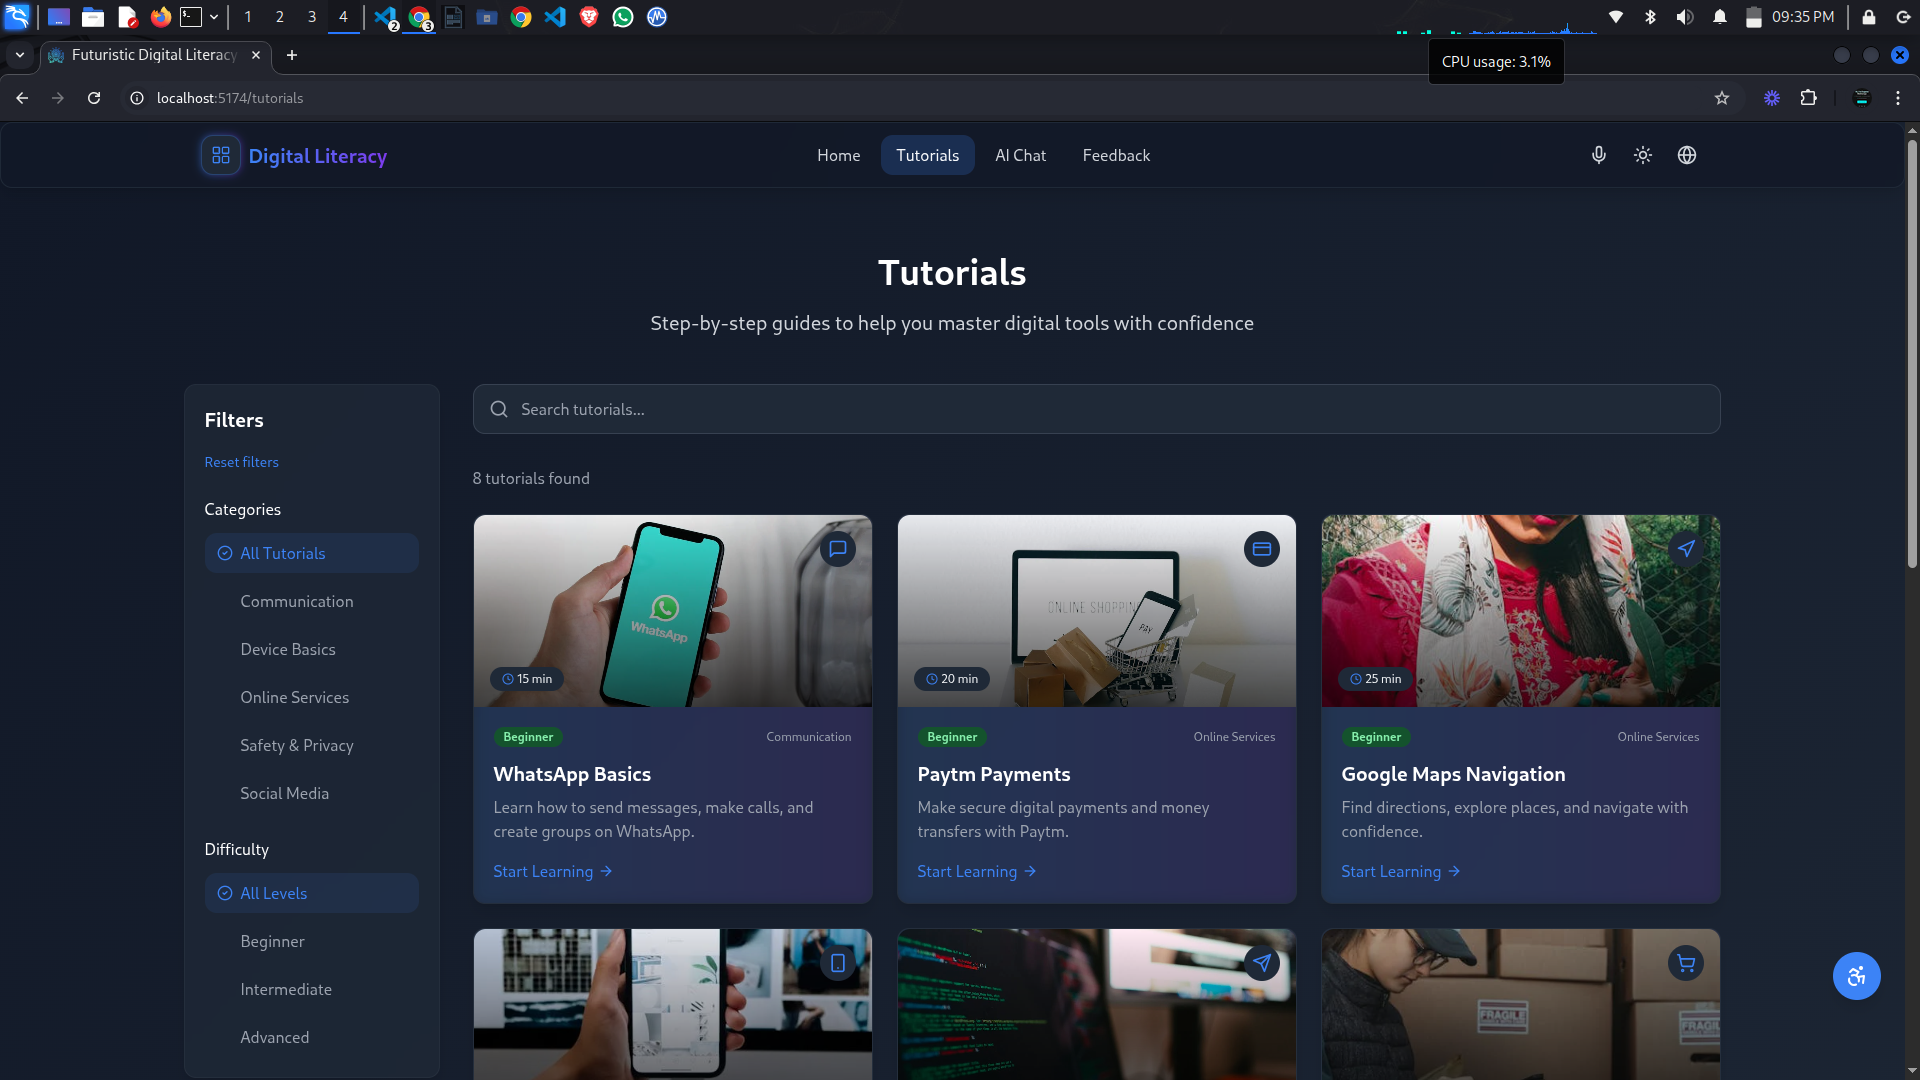 1 2 3 4 2 3 09:35 PM
Futuristic Digital Literacy
CPU usage: 3.1%
localhost:5174/tutorials
Digital Literacy
Home
Tutorials
AI Chat
Feedback
Tutorials
Step-by-step guides to help you master digital tools with confidence
Filters
Reset filters
Categories
All Tutorials
Communication
Device Basics
Online Services
Safety & Privacy
Social Media
Difficulty
All Levels
Beginner
Intermediate
Advanced
Search tutorials...
8 tutorials found
WhatsApp
15 min
Beginner
Communication
WhatsApp Basics
Learn how to send messages, make calls, and
create groups on WhatsApp.
Start Learning →
ONLINE SHOPPING
PAY
20 min
Beginner
Online Services
Paytm Payments
Make secure digital payments and money
transfers with Paytm.
Start Learning →
25 min
Beginner
Online Services
Google Maps Navigation
Find directions, explore places, and navigate with
confidence.
Start Learning →
FRAGILE
FRAGILE